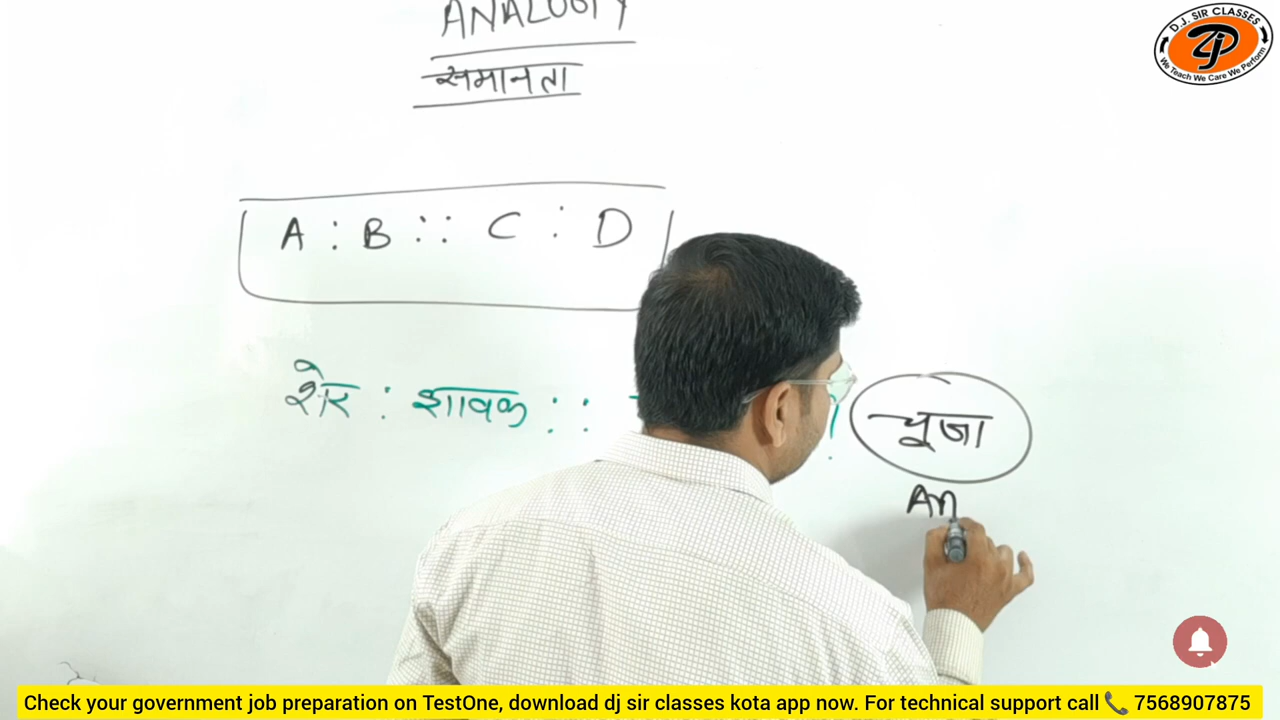 ANALOGY
समानता
A : B :: C : D
शेर : शावक :: ?
चूजा
An
D.J. SIR CLASSES
We Teach We Care We Perform
Check your government job preparation on TestOne, download dj sir classes kota app now. For technical support call 📞 7568907875